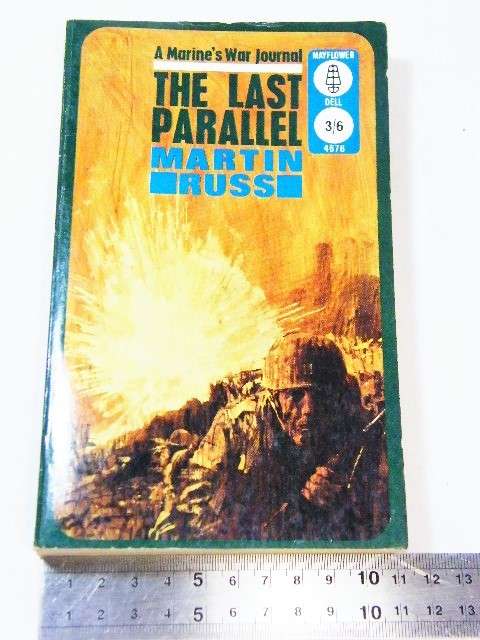 A Marine's War Journal
THE LAST
PARALLEL
MARTIN
RUSS
MAYFLOWER
DELL
3/6
4676
1 2 3 4 5 6 7 8 9 10 11 12 13
1 2 3 4 5 6 7 8 9 10 11 12 13